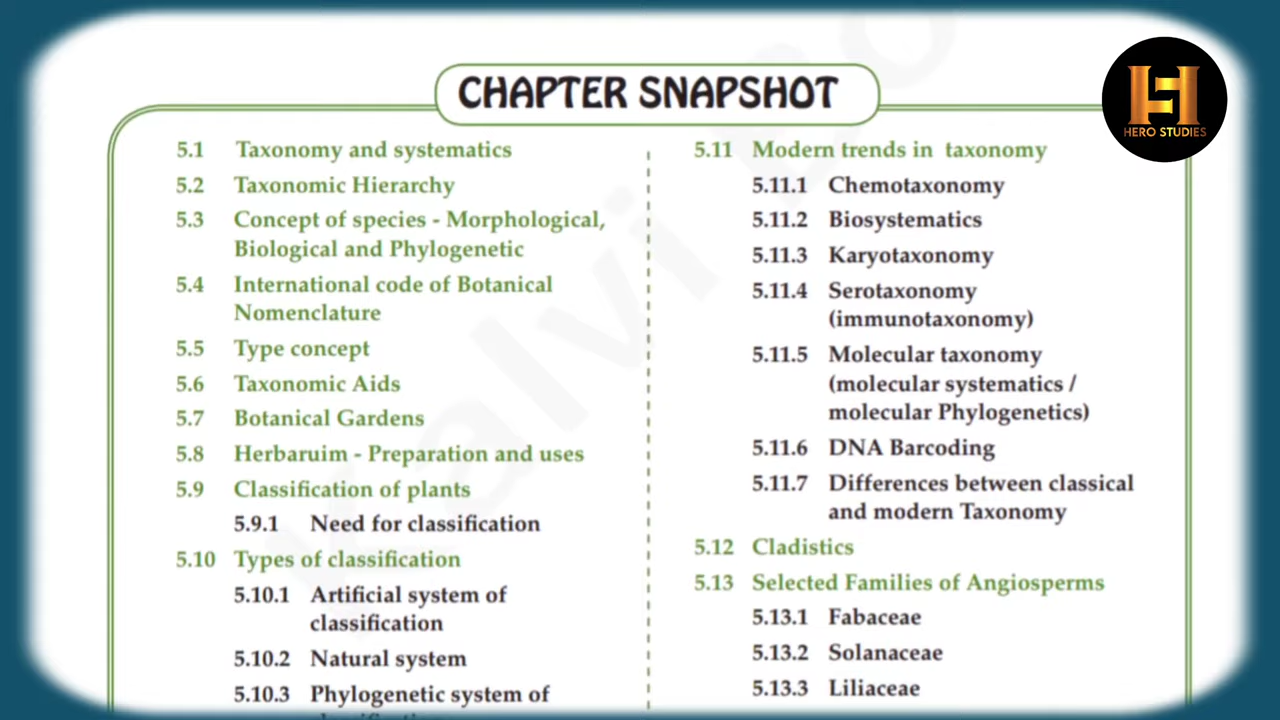 CHAPTER SNAPSHOT
HERO STUDIES
5.1 Taxonomy and systematics
5.2 Taxonomic Hierarchy
5.3 Concept of species - Morphological,
Biological and Phylogenetic
5.4 International code of Botanical
Nomenclature
5.5 Type concept
5.6 Taxonomic Aids
5.7 Botanical Gardens
5.8 Herbaruim - Preparation and uses
5.9 Classification of plants
5.9.1 Need for classification
5.10 Types of classification
5.10.1 Artificial system of
classification
5.10.2 Natural system
5.10.3 Phylogenetic system of
5.11 Modern trends in taxonomy
5.11.1 Chemotaxonomy
5.11.2 Biosystematics
5.11.3 Karyotaxonomy
5.11.4 Serotaxonomy
(immunotaxonomy)
5.11.5 Molecular taxonomy
(molecular systematics /
molecular Phylogenetics)
5.11.6 DNA Barcoding
5.11.7 Differences between classical
and modern Taxonomy
5.12 Cladistics
5.13 Selected Families of Angiosperms
5.13.1 Fabaceae
5.13.2 Solanaceae
5.13.3 Liliaceae
Kalvi